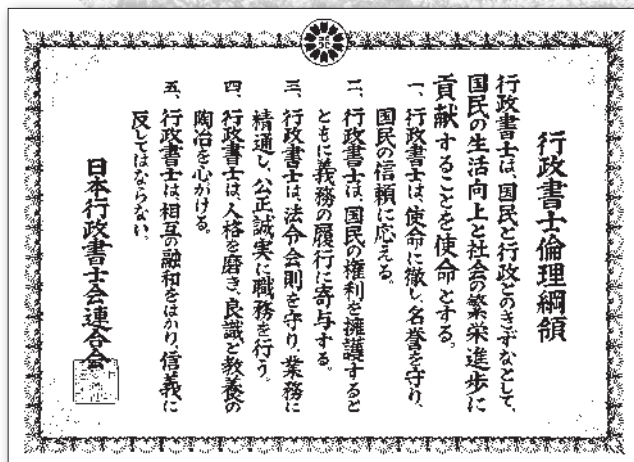 行政書士倫理綱領
行政書士は、国民と行政とのきずなとして、
国民の生活向上と社会の繁栄進歩に
貢献することを使命とする。
一、行政書士は、使命に徹し、名誉を守り、
国民の信頼に応える。
二、行政書士は、国民の権利を擁護すると
ともに義務の履行に寄与する。
三、行政書士は、法令会則を守り、業務に
精通し、公正誠実に職務を行う。
四、行政書士は、人格を磨き、良識と教養の
陶冶を心がける。
五、行政書士は、相互の融和をはかり、信義に
反してはならない。
日本行政書士会連合会